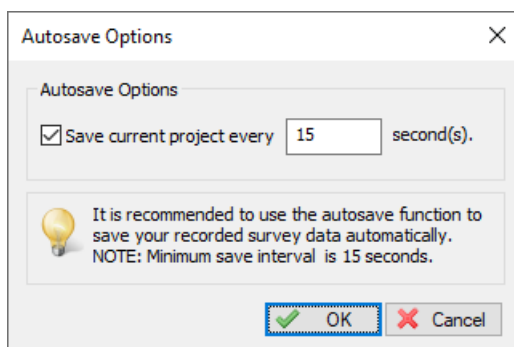 Autosave Options
Autosave Options
Save current project every 15 second(s).
It is recommended to use the autosave function to
save your recorded survey data automatically.
NOTE: Minimum save interval is 15 seconds.
OK Cancel